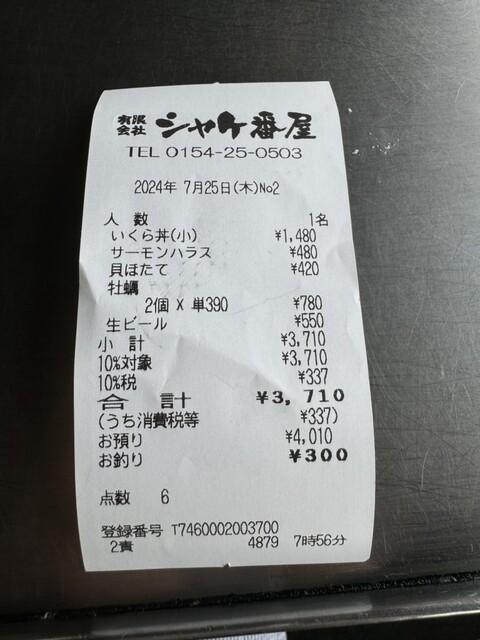 有限会社 シャケ番屋
TEL 0154-25-0503
2024年 7月25日(木)No2
人 数 1名
いくら丼(小) ¥1,480
サーモンハラス ¥480
貝ほたて ¥420
牡蠣
2個 X 単390 ¥780
生ビール ¥550
小 計 ¥3,710
10%対象 ¥3,710
10%税 ¥337
合 計 ¥3,710
(うち消費税等 ¥337)
お預り ¥4,010
お釣り ¥300
点数 6
登録番号 T7460002003700
2責 4879 7時56分